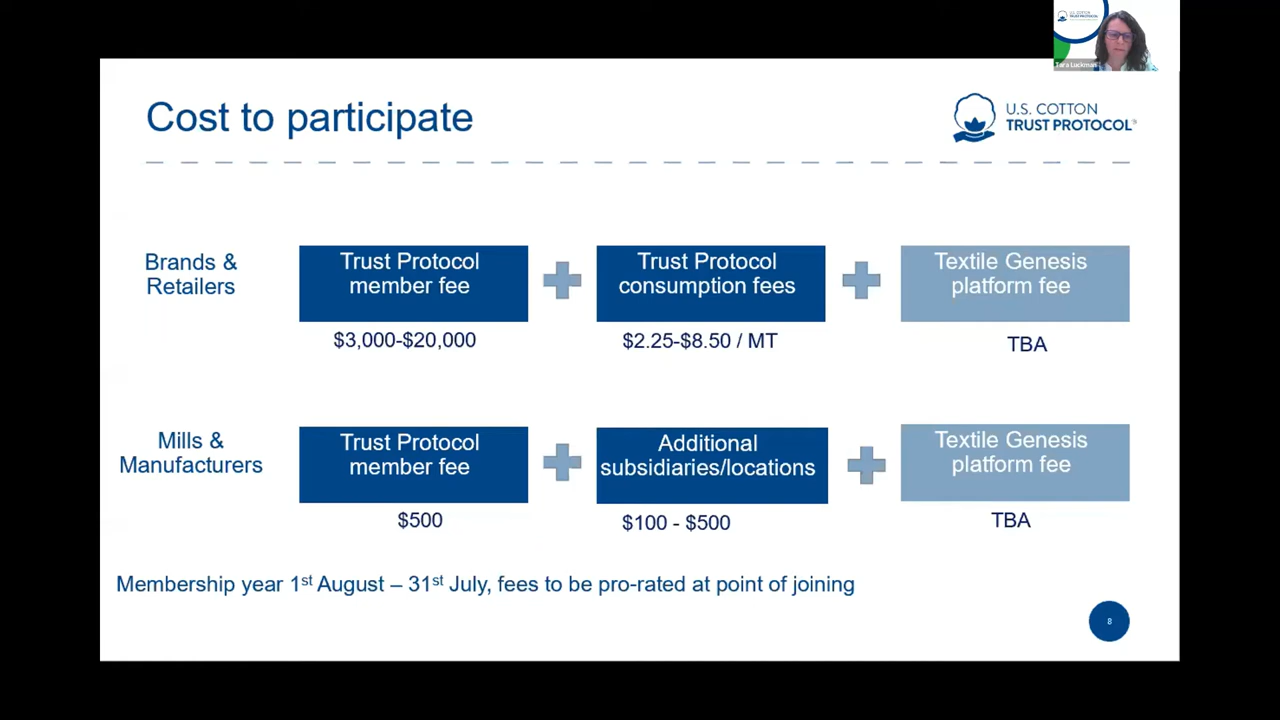 Tara Luckman
Cost to participate
U.S. COTTON
TRUST PROTOCOL®
Brands &
Retailers
Trust Protocol
member fee
$3,000-$20,000
Trust Protocol
consumption fees
$2.25-$8.50 / MT
Textile Genesis
platform fee
TBA
Mills &
Manufacturers
Trust Protocol
member fee
$500
Additional
subsidiaries/locations
$100 - $500
Textile Genesis
platform fee
TBA
Membership year 1st August – 31st July, fees to be pro-rated at point of joining
8